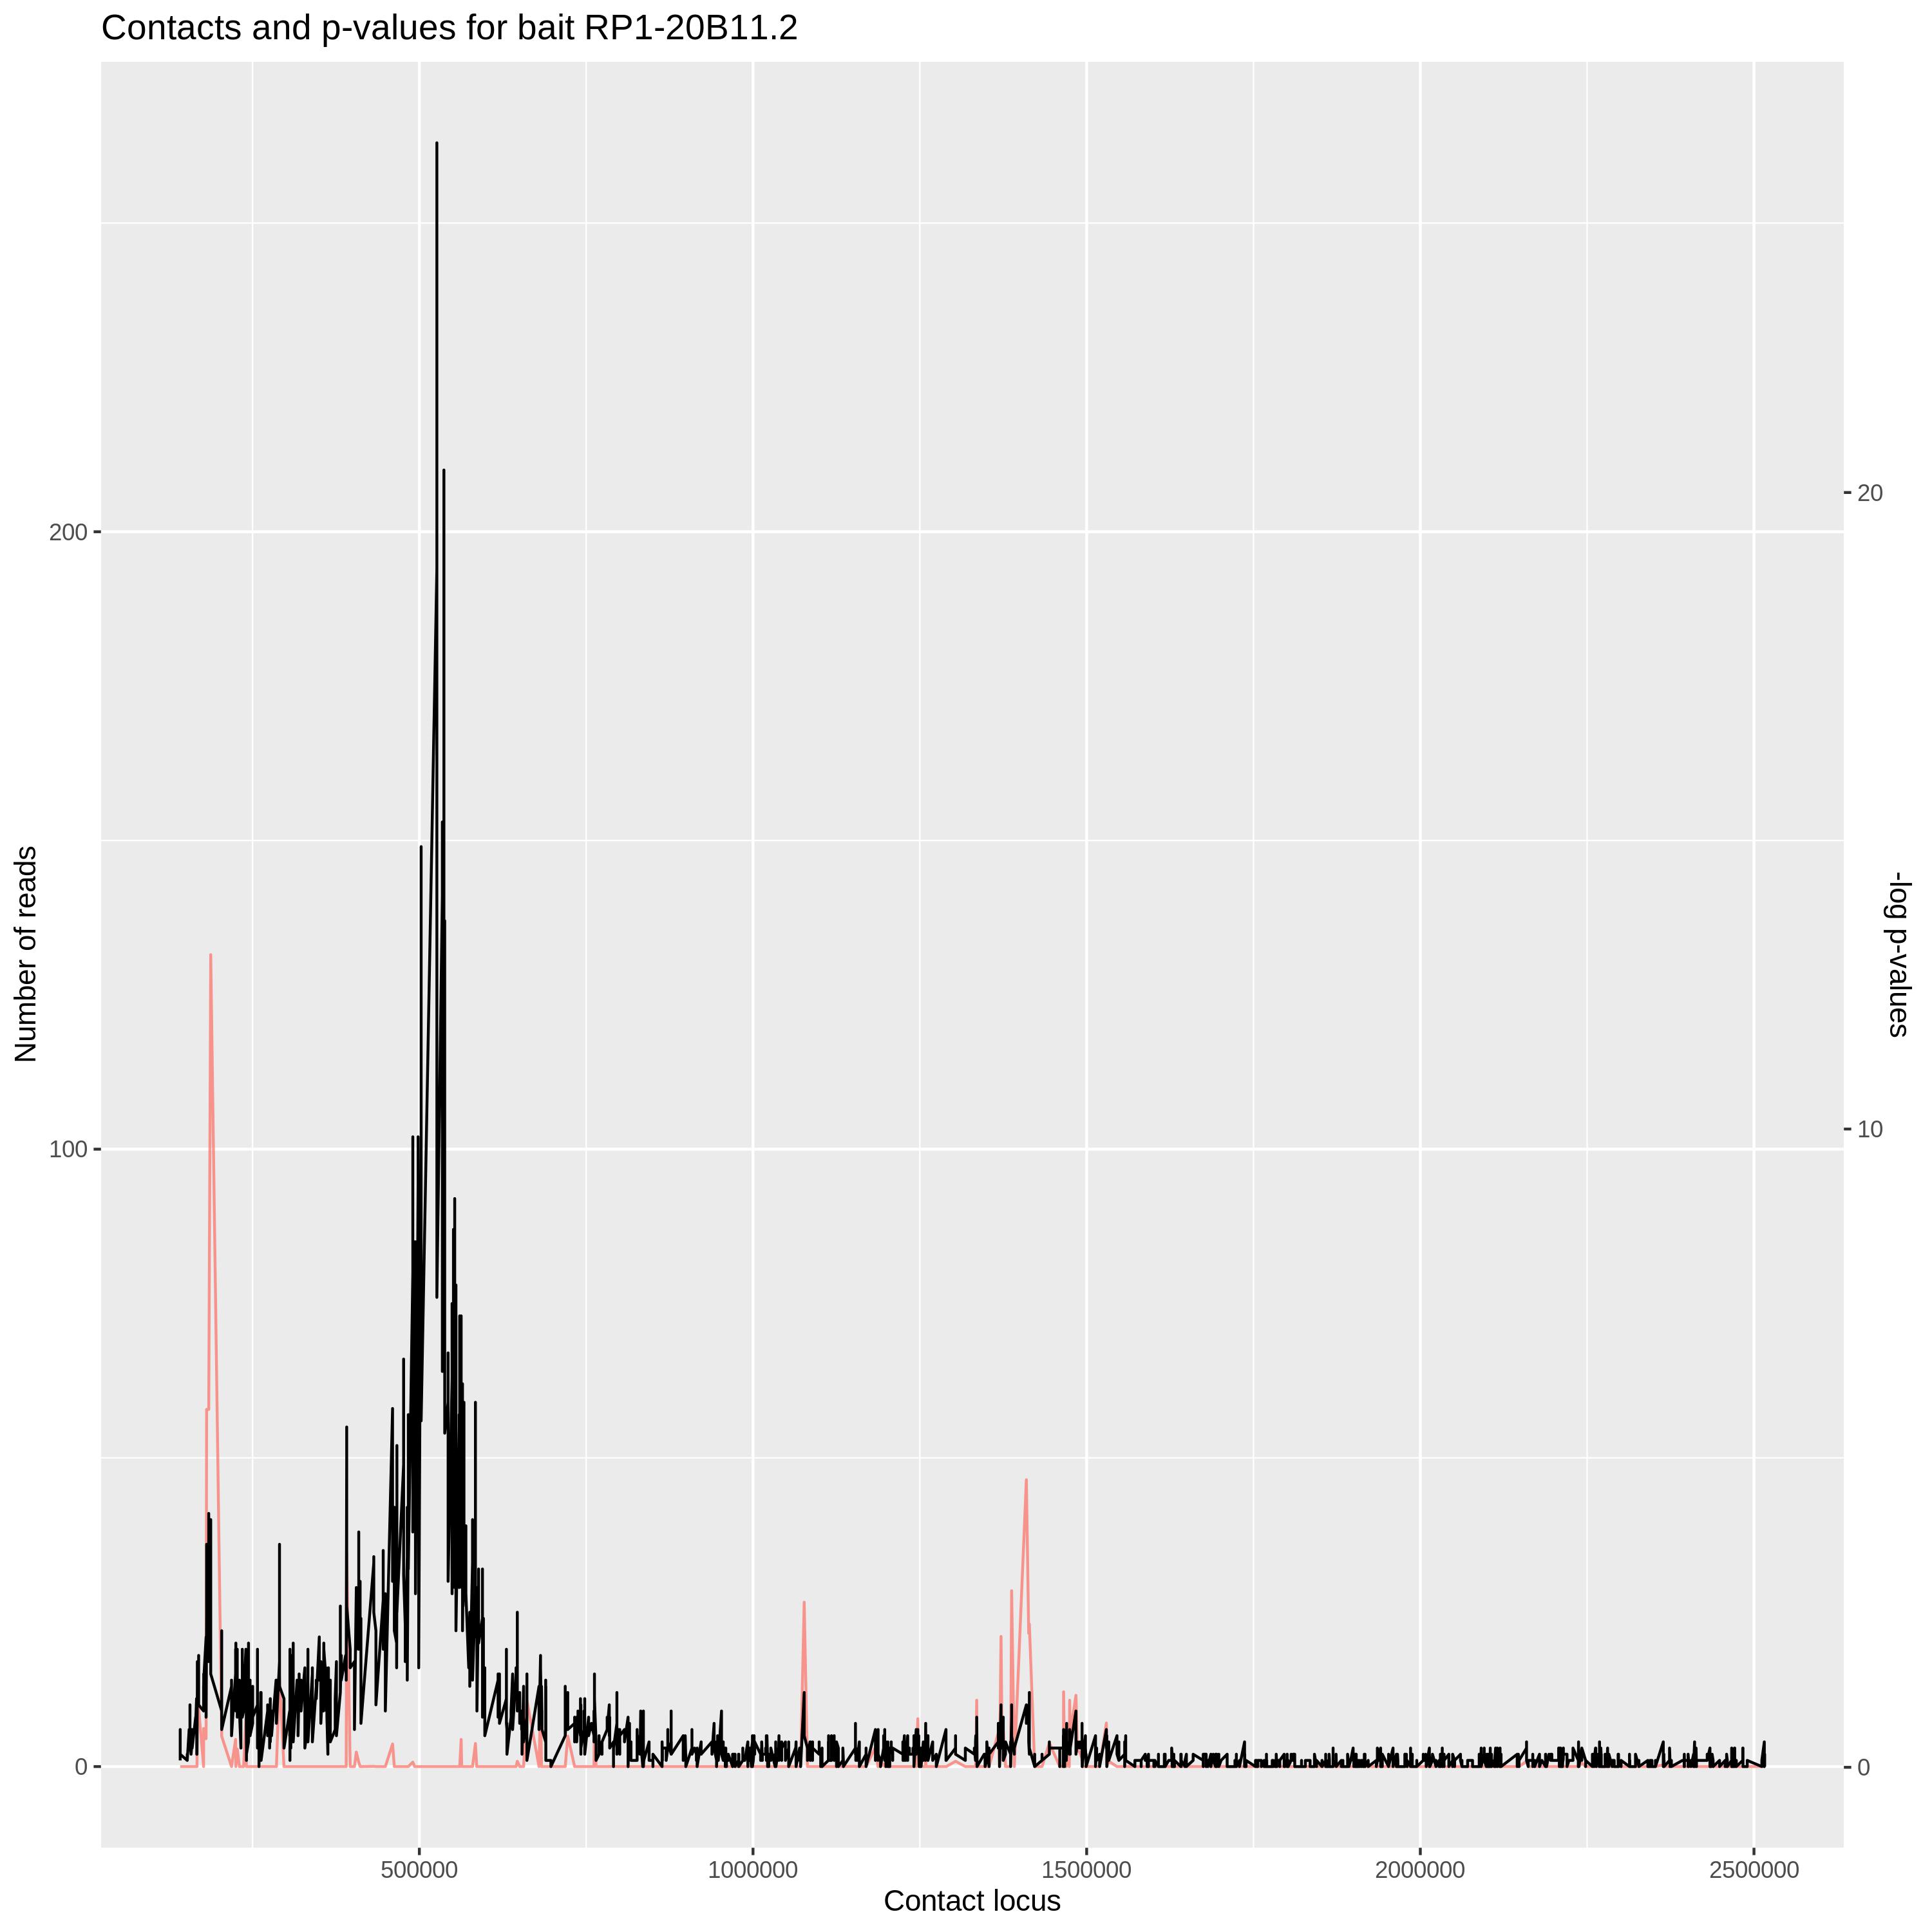 Contacts and p-values for bait RP1-20B11.2
Number of reads
200
100
0
20
10
0
-log p-values
500000 1000000 1500000 2000000 2500000
Contact locus